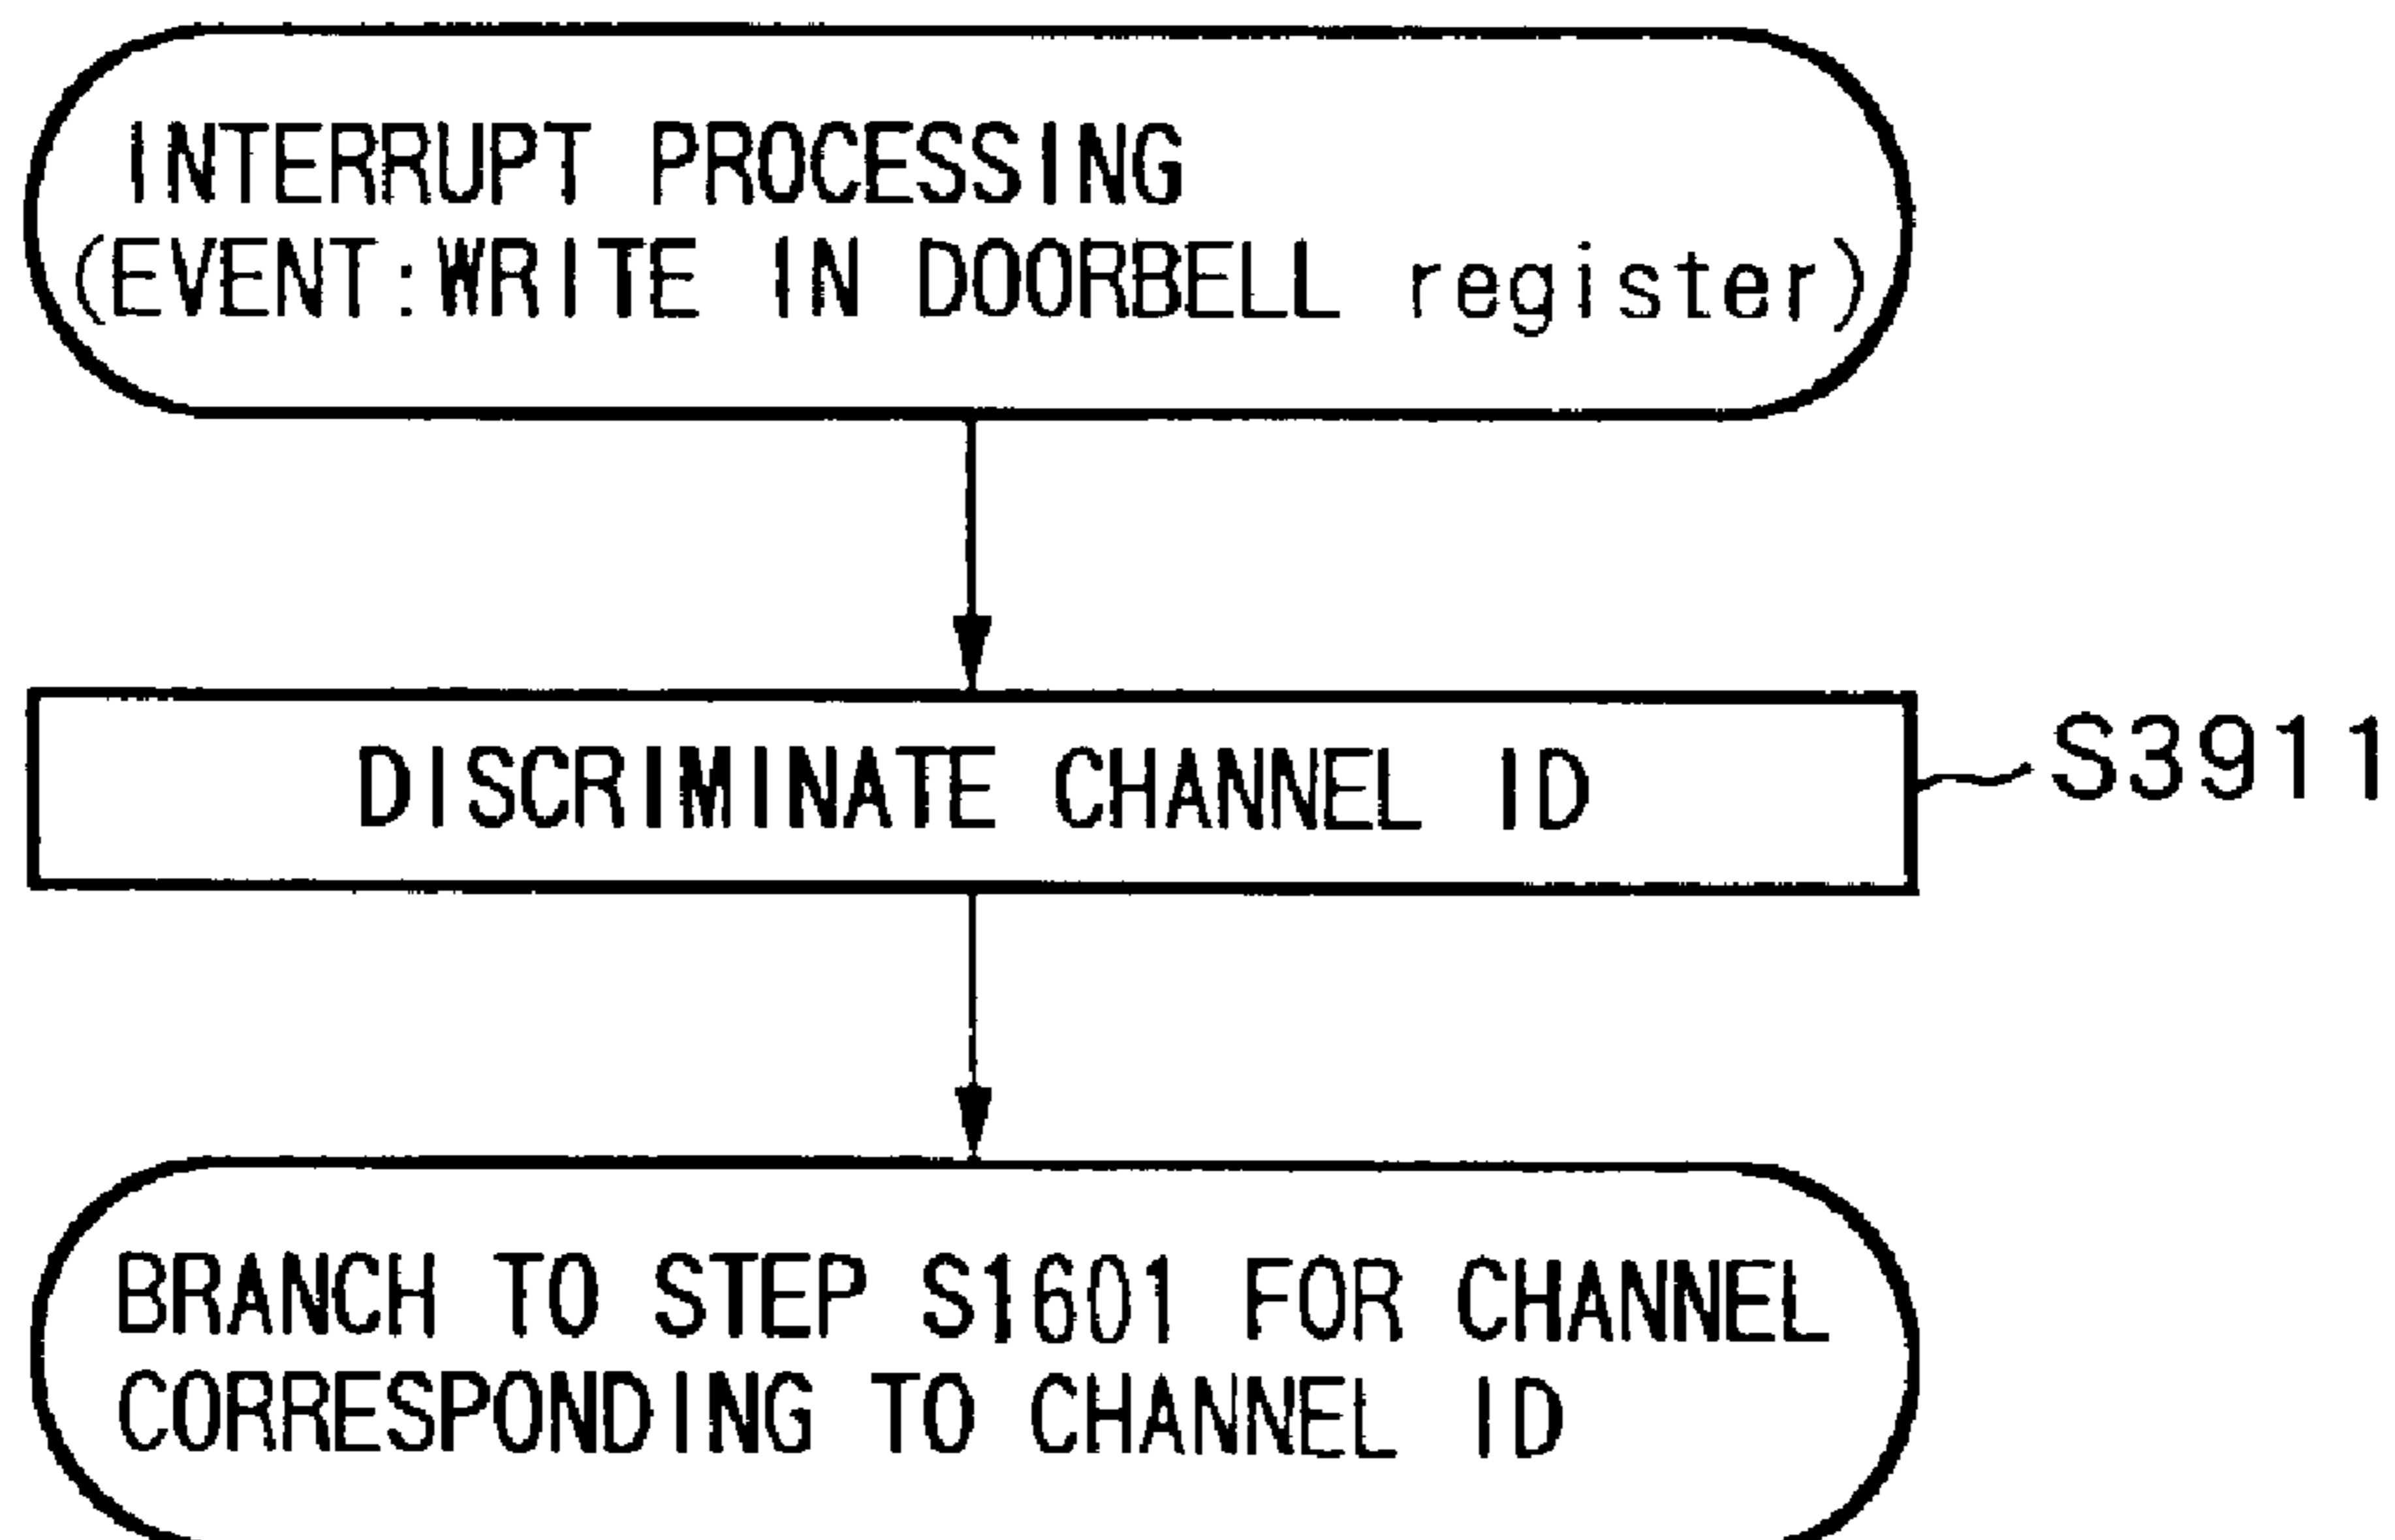 INTERRUPT PROCESSING
(EVENT:WRITE IN DOORBELL register)
DISCRIMINATE CHANNEL ID
S3911
BRANCH TO STEP S1601 FOR CHANNEL
CORRESPONDING TO CHANNEL ID